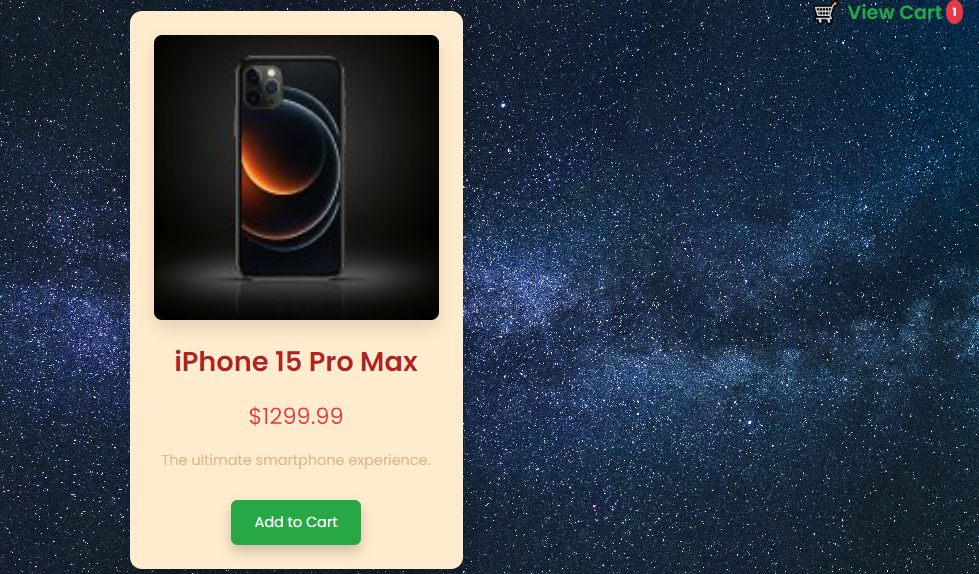 View Cart 1
iPhone 15 Pro Max
$1299.99
The ultimate smartphone experience.
Add to Cart